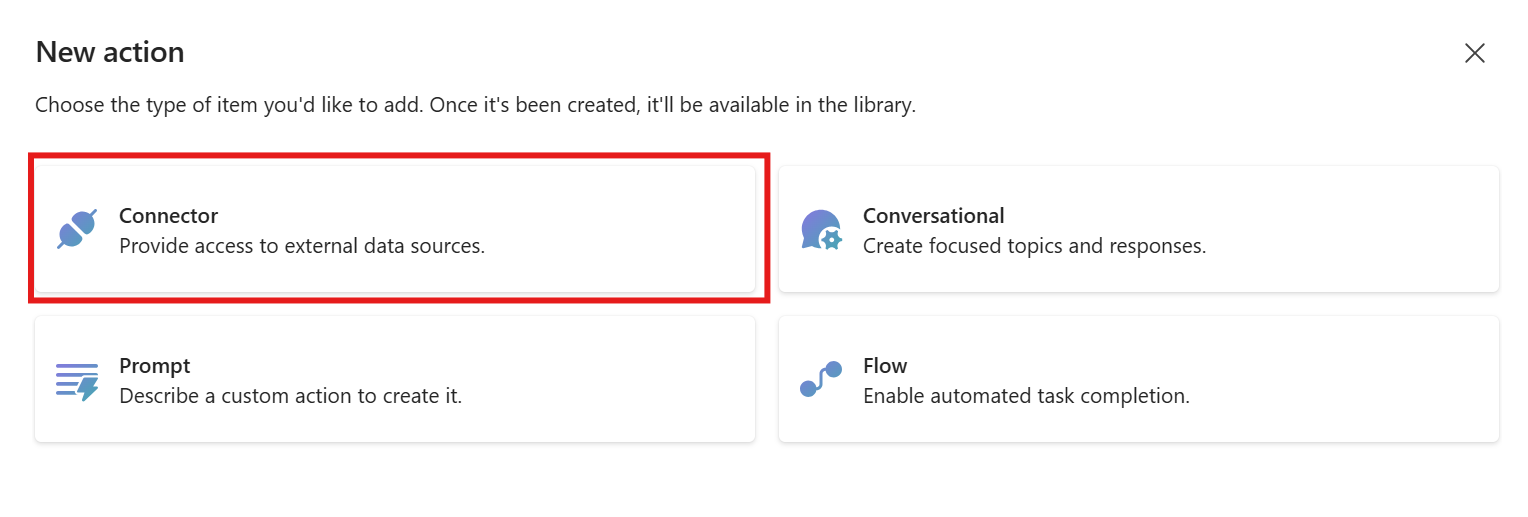 New action
Choose the type of item you'd like to add. Once it's been created, it'll be available in the library.
Connector
Provide access to external data sources.
Conversational
Create focused topics and responses.
Prompt
Describe a custom action to create it.
Flow
Enable automated task completion.